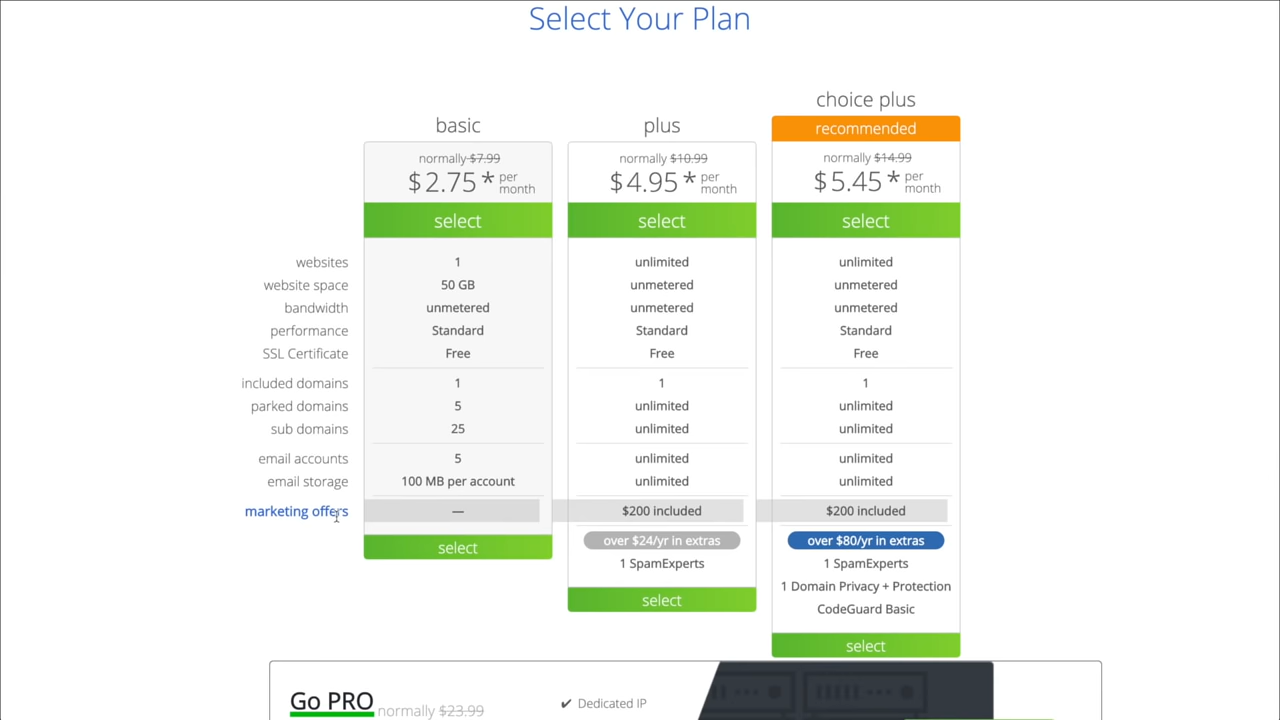 Select Your Plan
choice plus
basic
plus
recommended
normally $7.99
normally $10.99
normally $14.99
$2.75* per month
$4.95* per month
$5.45* per month
select
select
select
websites 1 unlimited unlimited
website space 50 GB unmetered unmetered
bandwidth unmetered unmetered unmetered
performance Standard Standard Standard
SSL Certificate Free Free Free
included domains 1 1 1
parked domains 5 unlimited unlimited
sub domains 25 unlimited unlimited
email accounts 5 unlimited unlimited
email storage 100 MB per account unlimited unlimited
marketing offers — $200 included $200 included
select
over $24/yr in extras
over $80/yr in extras
1 SpamExperts
1 SpamExperts
1 Domain Privacy + Protection
select
CodeGuard Basic
select
Go PRO normally $23.99
✔ Dedicated IP